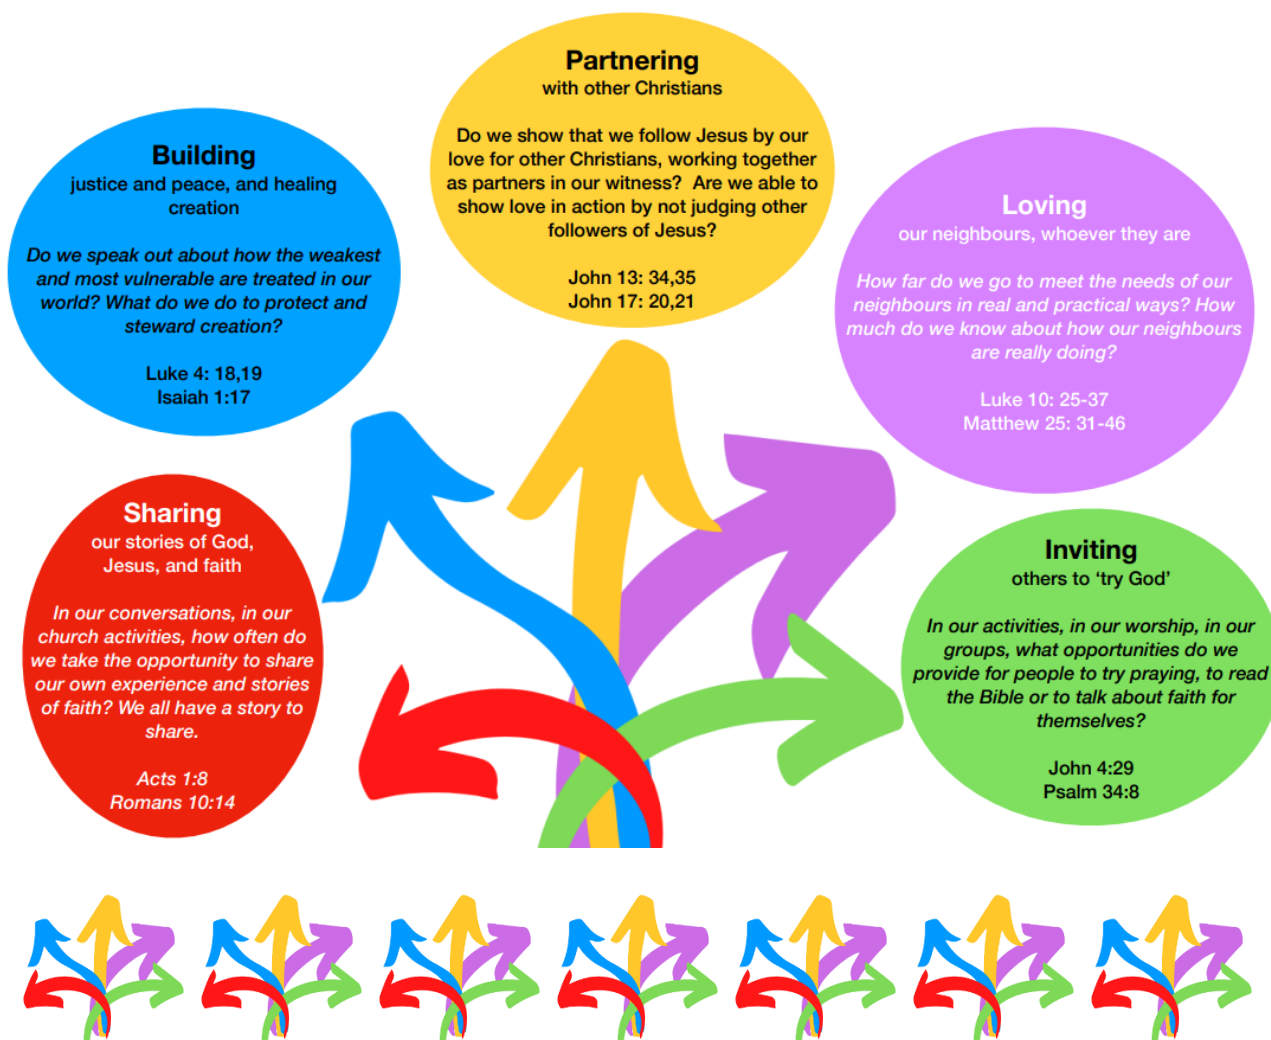 Partnering
with other Christians
Do we show that we follow Jesus by our
love for other Christians, working together
as partners in our witness?  Are we able to
show love in action by not judging other
followers of Jesus?
John 13: 34,35
John 17: 20,21
Building
justice and peace, and healing
creation
Do we speak out about how the weakest
and most vulnerable are treated in our
world? What do we do to protect and
steward creation?
Luke 4: 18,19
Isaiah 1:17
Loving
our neighbours, whoever they are
How far do we go to meet the needs of our
neighbours in real and practical ways? How
much do we know about how our neighbours
are really doing?
Luke 10: 25-37
Matthew 25: 31-46
Sharing
our stories of God,
Jesus, and faith
In our conversations, in our
church activities, how often do
we take the opportunity to share
our own experience and stories
of faith? We all have a story to
share.
Acts 1:8
Romans 10:14
Inviting
others to ‘try God’
In our activities, in our worship, in our
groups, what opportunities do we
provide for people to try praying, to read
the Bible or to talk about faith for
themselves?
John 4:29
Psalm 34:8